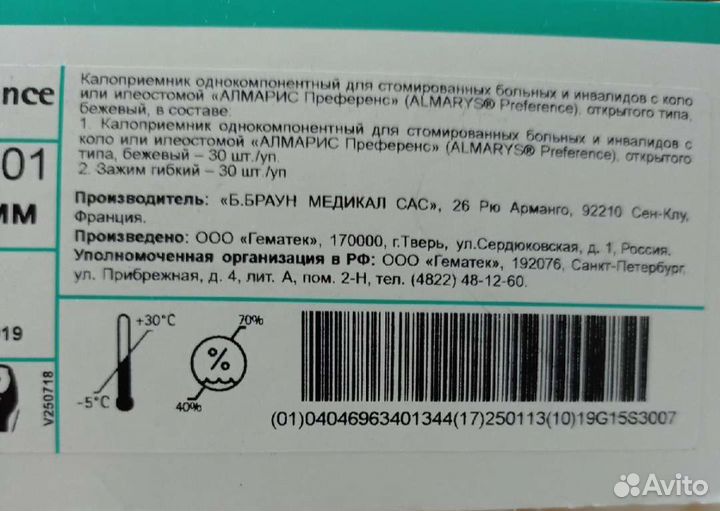 Калоприемник однокомпонентный для стомированных больных и инвалидов с коло
или илеостомой «АЛМАРИС Преференс» (ALMARYS® Preference), открытого типа,
бежевый, в составе:
1. Калоприемник однокомпонентный для стомированных больных и инвалидов с
коло или илеостомой «АЛМАРИС Преференс» (ALMARYS® Preference), открытого
типа, бежевый – 30 шт./уп.
2. Зажим гибкий – 30 шт./уп
Производитель: «Б.БРАУН МЕДИКАЛ САС», 26 Рю Арманго, 92210 Сен-Клу,
Франция.
Произведено: ООО «Гематек», 170000, г.Тверь, ул.Сердюковская, д. 1, Россия.
Уполномоченная организация в РФ: ООО «Гематек», 192076, Санкт-Петербург,
ул. Прибрежная, д. 4, лит. А, пом. 2-Н, тел. (4822) 48-12-60.
nce
01
мм
19
V250718
+30°C
-5°C
70%
%
40%
(01)04046963401344(17)250113(10)19G15S3007
Avito